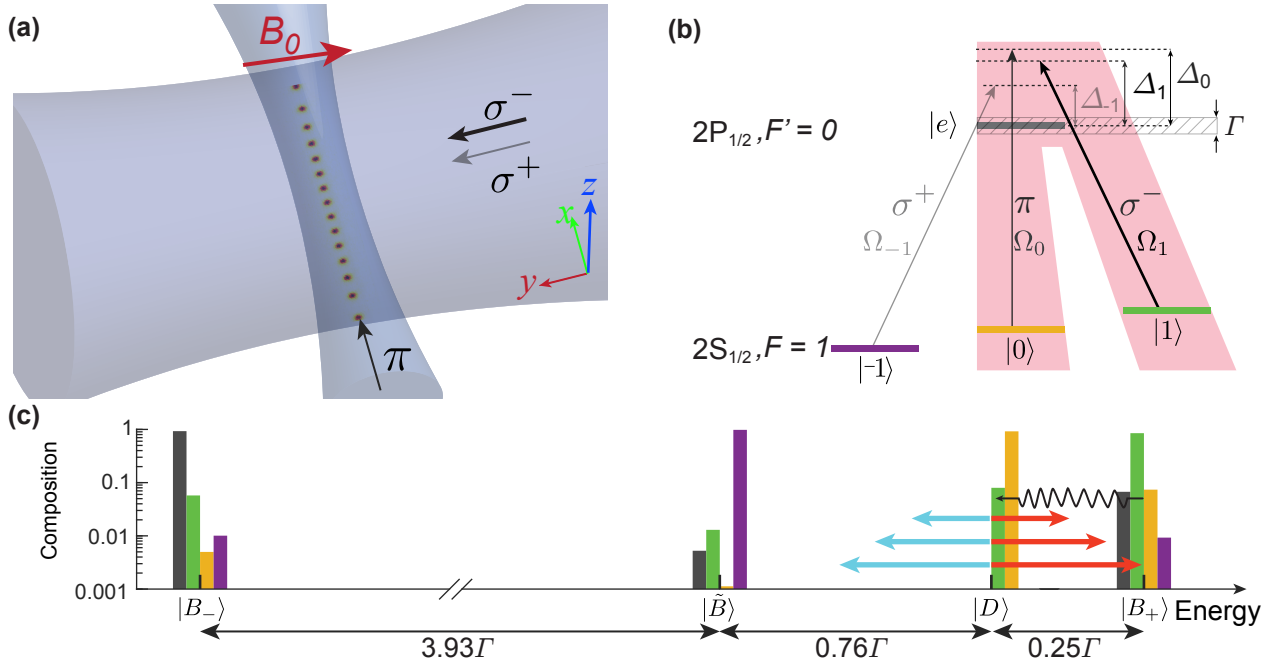 (a)
B₀
σ⁻
σ⁺
z
x
y
π
(b)
Δ₋₁
Δ₁
Δ₀
|e⟩
2P₁/₂, F' = 0
Γ
σ⁺
Ω₋₁
π
Ω₀
σ⁻
Ω₁
2S₁/₂, F = 1
|-1⟩
|0⟩
|1⟩
(c)
Composition
1
0.1
0.01
0.001
|B₋⟩
|B̃⟩
|D⟩
|B₊⟩
Energy
3.93Γ
0.76Γ
0.25Γ